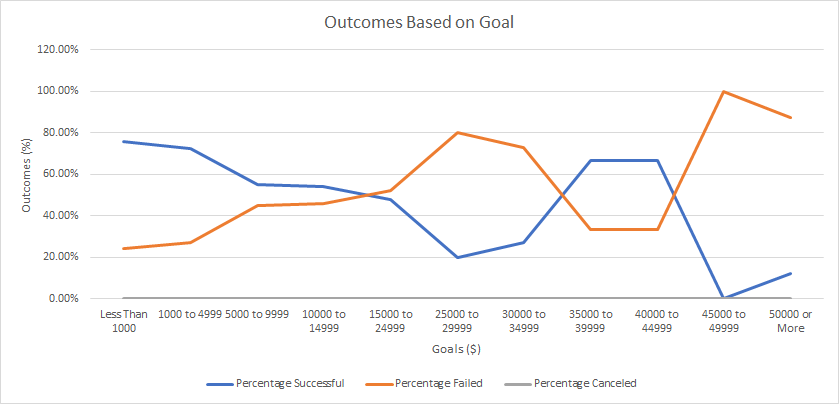 Outcomes Based on Goal
120.00%
100.00%
80.00%
60.00%
40.00%
20.00%
0.00%
Outcomes (%)
Less Than
1000
1000 to 4999
5000 to 9999
10000 to
14999
15000 to
24999
25000 to
29999
30000 to
34999
35000 to
39999
40000 to
44999
45000 to
49999
50000 or
More
Goals ($)
Percentage Successful
Percentage Failed
Percentage Canceled